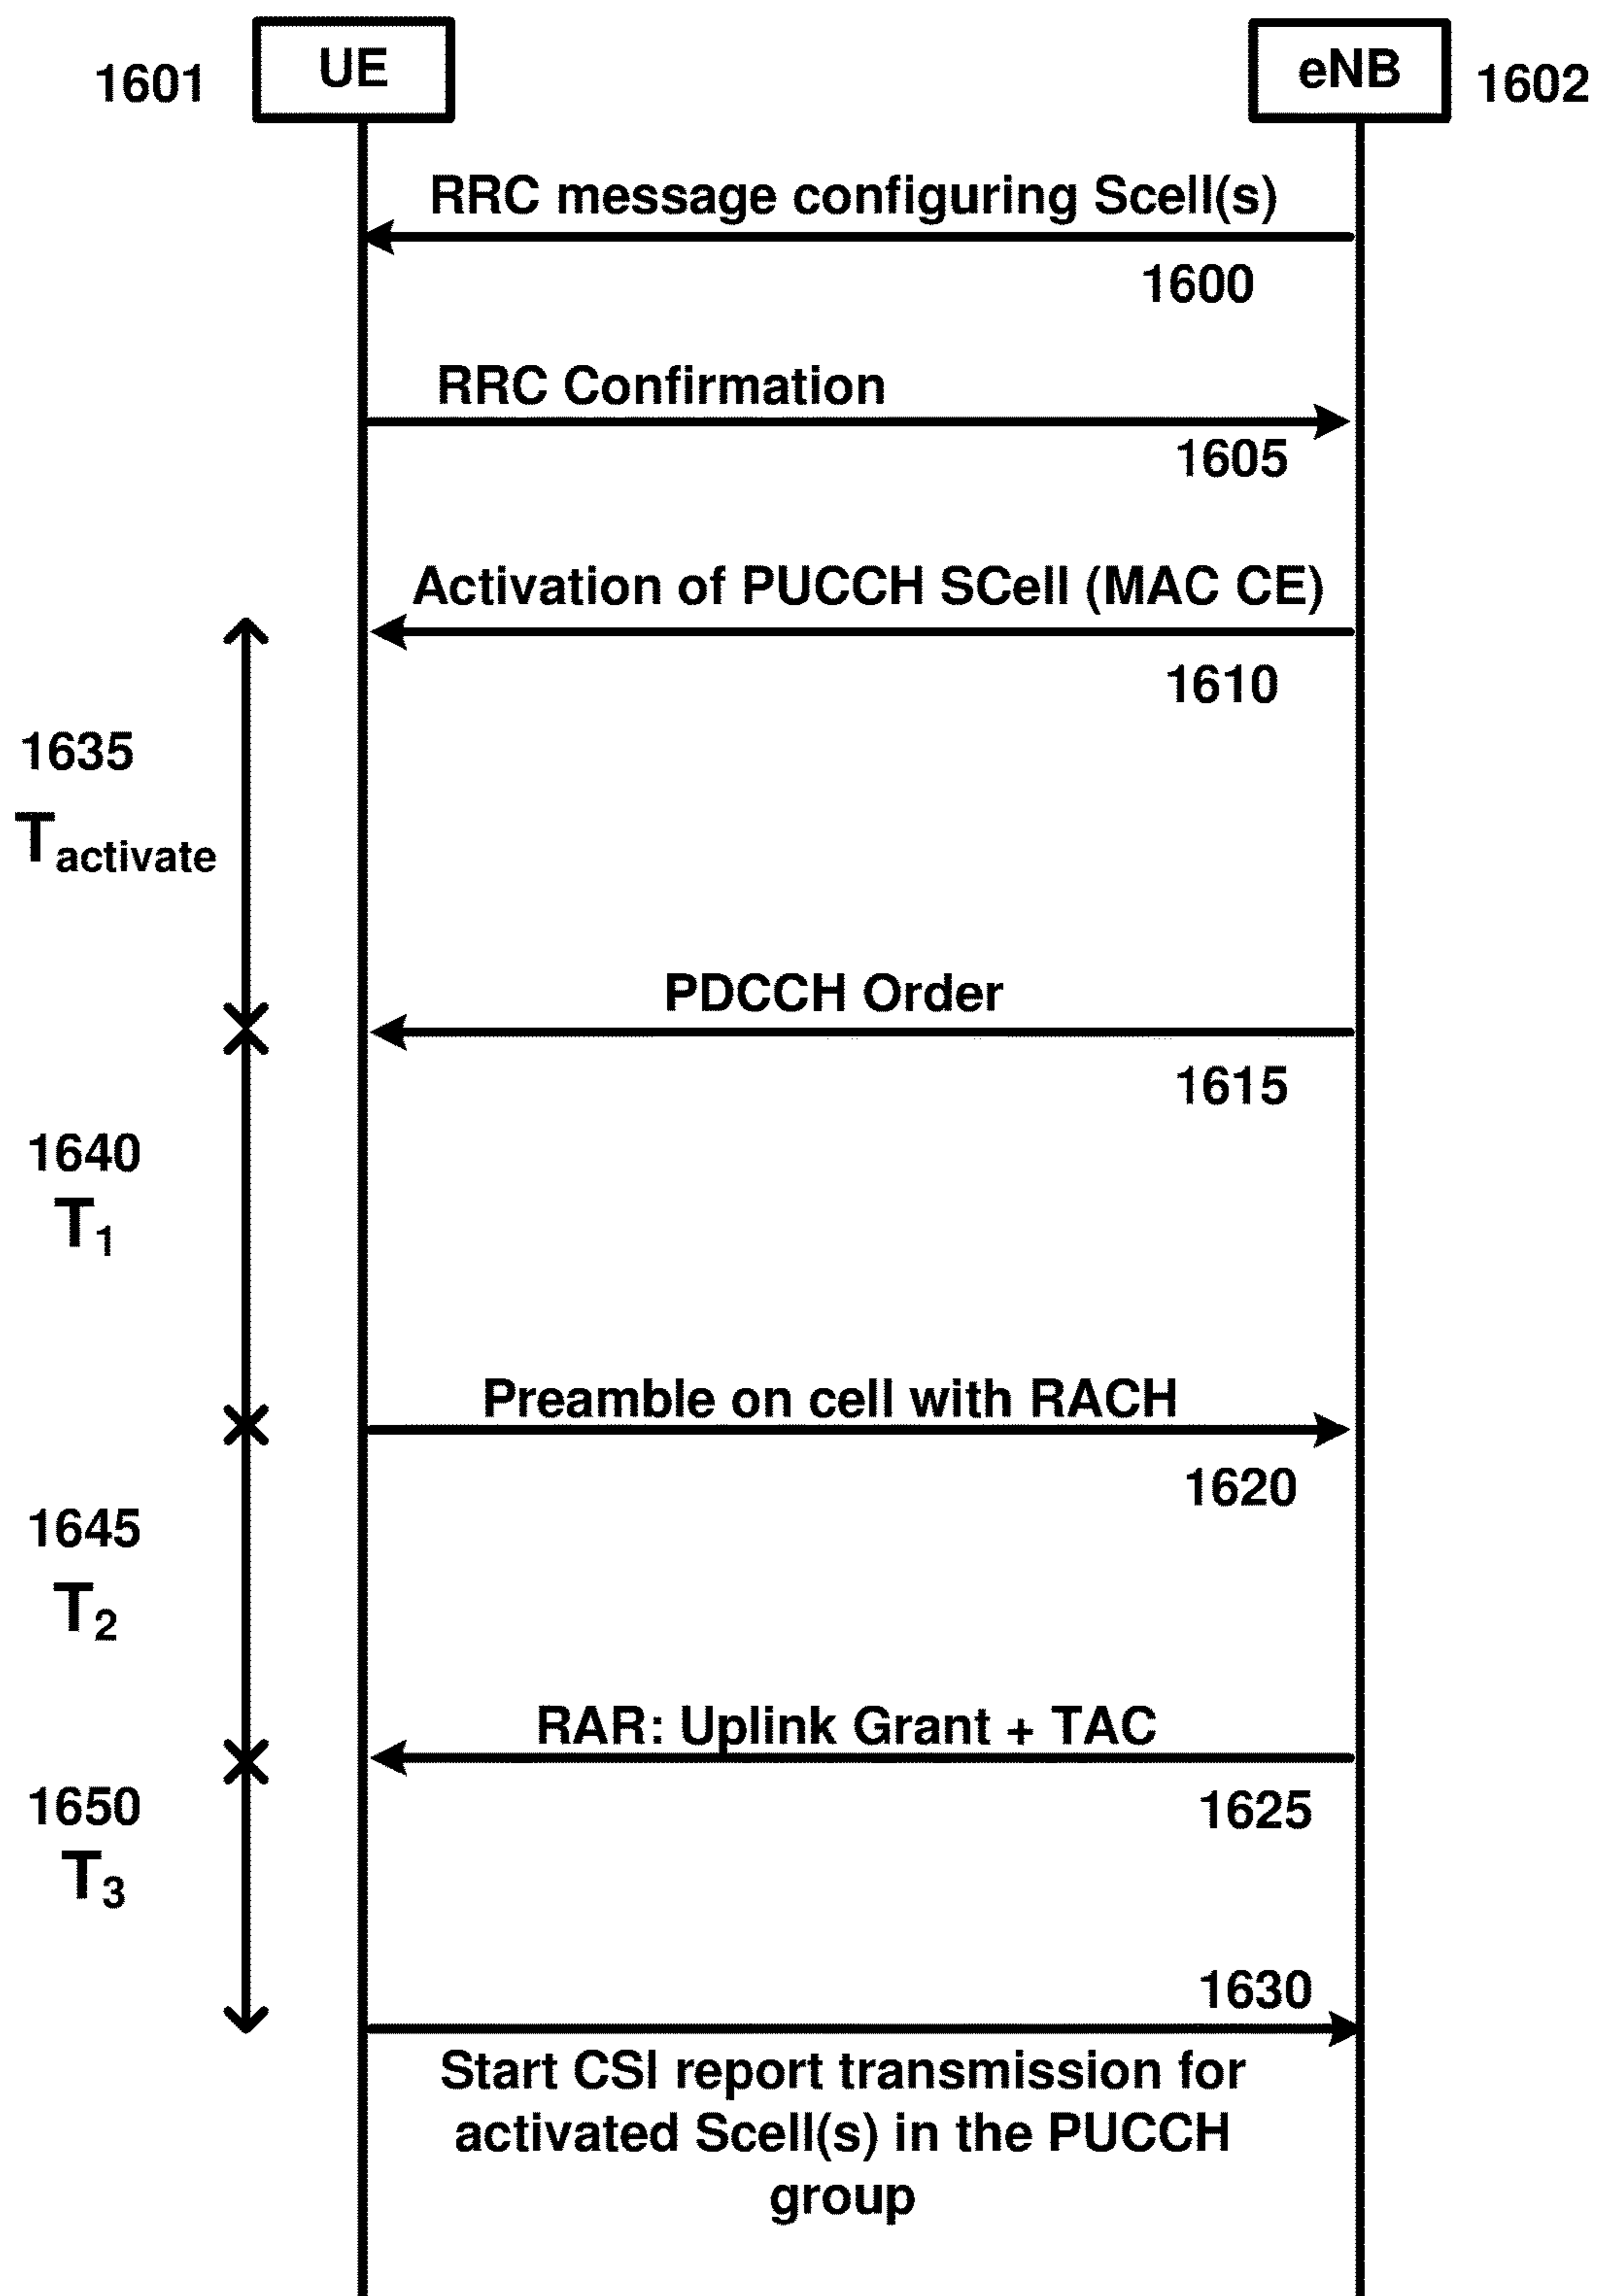 1601
UE
eNB
1602
RRC message configuring Scell(s)
1600
RRC Confirmation
1605
Activation of PUCCH SCell (MAC CE)
1610
1635
Tactivate
PDCCH Order
1615
1640
T1
Preamble on cell with RACH
1620
1645
T2
RAR: Uplink Grant + TAC
1625
1650
T3
1630
Start CSI report transmission for
activated Scell(s) in the PUCCH
group